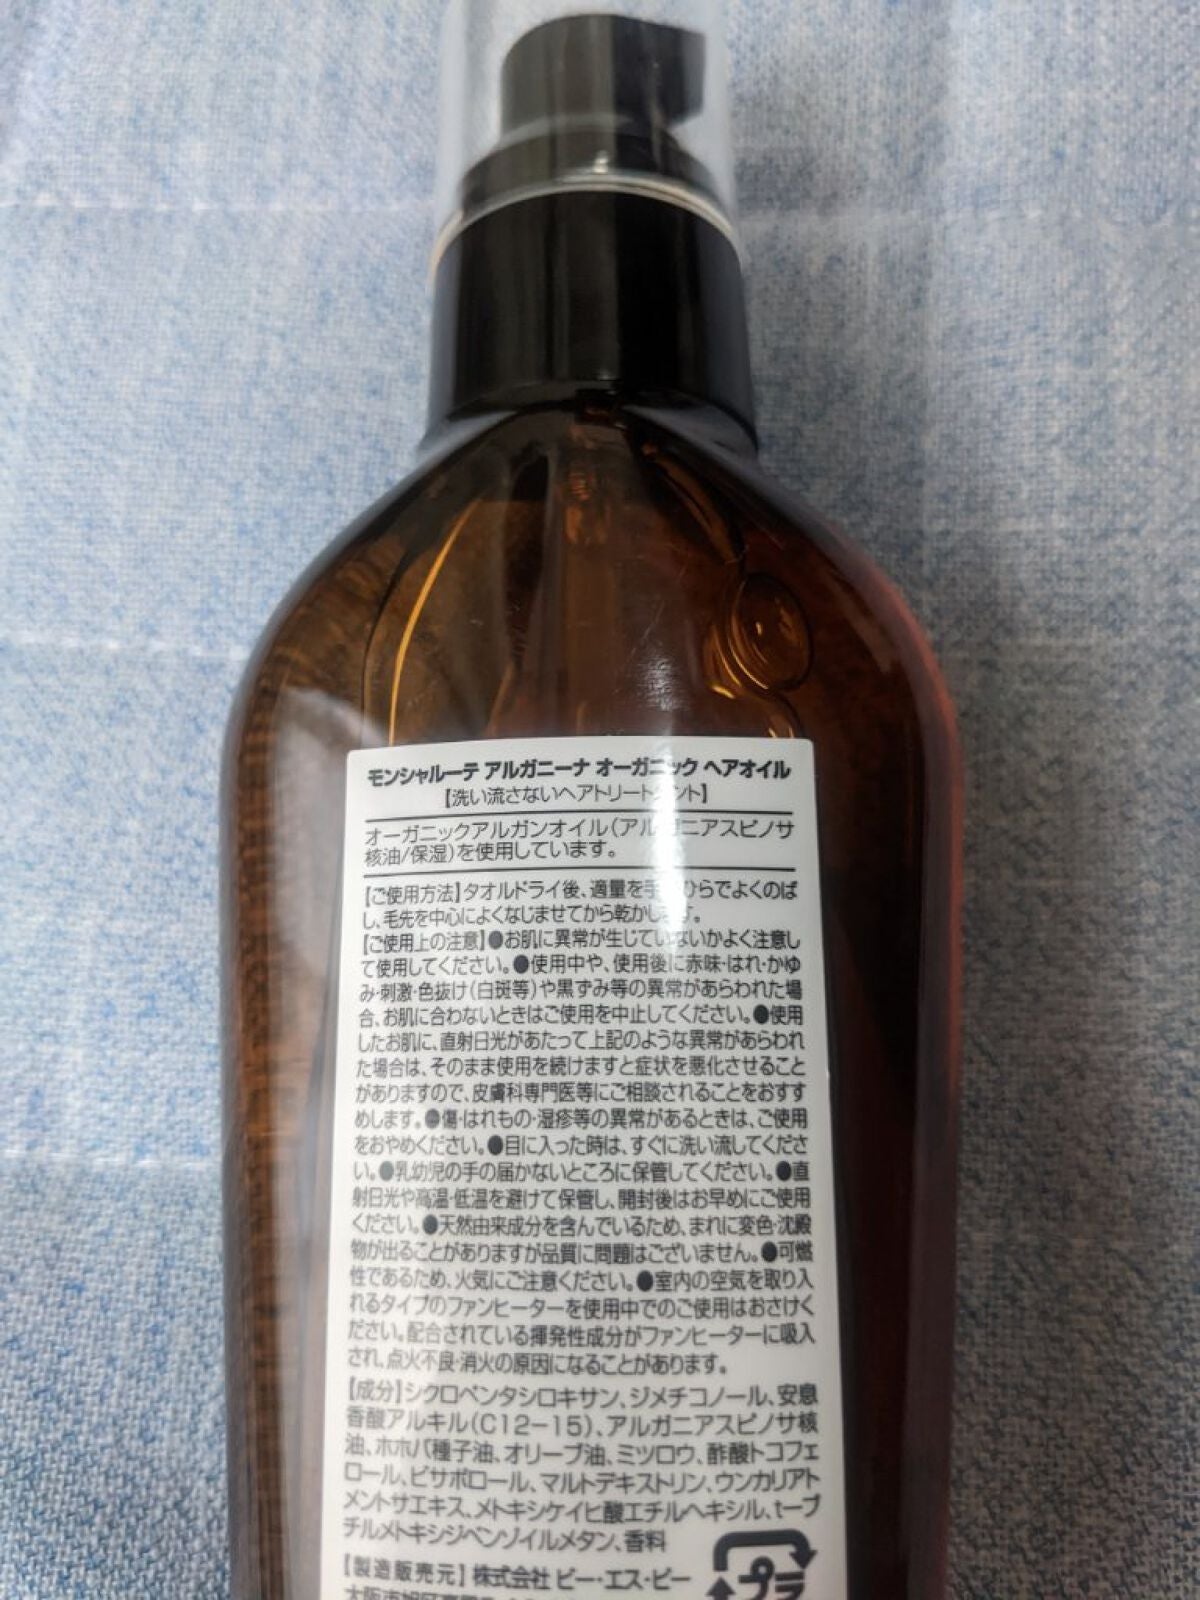 モンシャルーテ アルガニーナ オーガニック ヘアオイル
【洗い流さないヘアトリートメント】
オーガニックアルガンオイル(アルガニアスピノサ
核油/保湿)を使用しています。
【ご使用方法】タオルドライ後、適量を手のひらでよくのば
し、毛先を中心によくなじませてから乾かします。
【ご使用上の注意】●お肌に異常が生じていないかよく注意し
て使用してください。●使用中や、使用後に赤味・はれ・かゆ
み・刺激・色抜け(白斑等)や黒ずみ等の異常があらわれた場
合、お肌に合わないときはご使用を中止してください。●使用
したお肌に、直射日光があたって上記のような異常があらわれ
た場合は、そのまま使用を続けますと症状を悪化させること
がありますので、皮膚科専門医等にご相談されることをおすす
めします。●傷・はれもの・湿疹等の異常があるときは、ご使用
をおやめください。●目に入った時は、すぐに洗い流してくださ
い。●乳幼児の手の届かないところに保管してください。●直
射日光や高温・低温を避けて保管し、開封後はお早めにご使用
ください。●天然由来成分を含んでいるため、まれに変色・沈殿
物が出ることがありますが品質に問題はございません。●可燃
性であるため、火気にご注意ください。●室内の空気を取り入
れるタイプのファンヒーターを使用中でのご使用はおさけく
ださい。配合されている揮発性成分がファンヒーターに吸入
され、点火不良・消火の原因になることがあります。
【成分】シクロペンタシロキサン、ジメチコノール、安息
香酸アルキル(C12-15)、アルガニアスピノサ核
油、ホホバ種子油、オリーブ油、ミツロウ、酢酸トコフェ
ロール、ビサボロール、マルトデキストリン、ウンカリアト
メントサエキス、メトキシケイヒ酸エチルヘキシル、t-ブ
チルメトキシジベンゾイルメタン、香料
【製造販売元】株式会社 ビー・エス・ピー
大阪市旭区
プラ